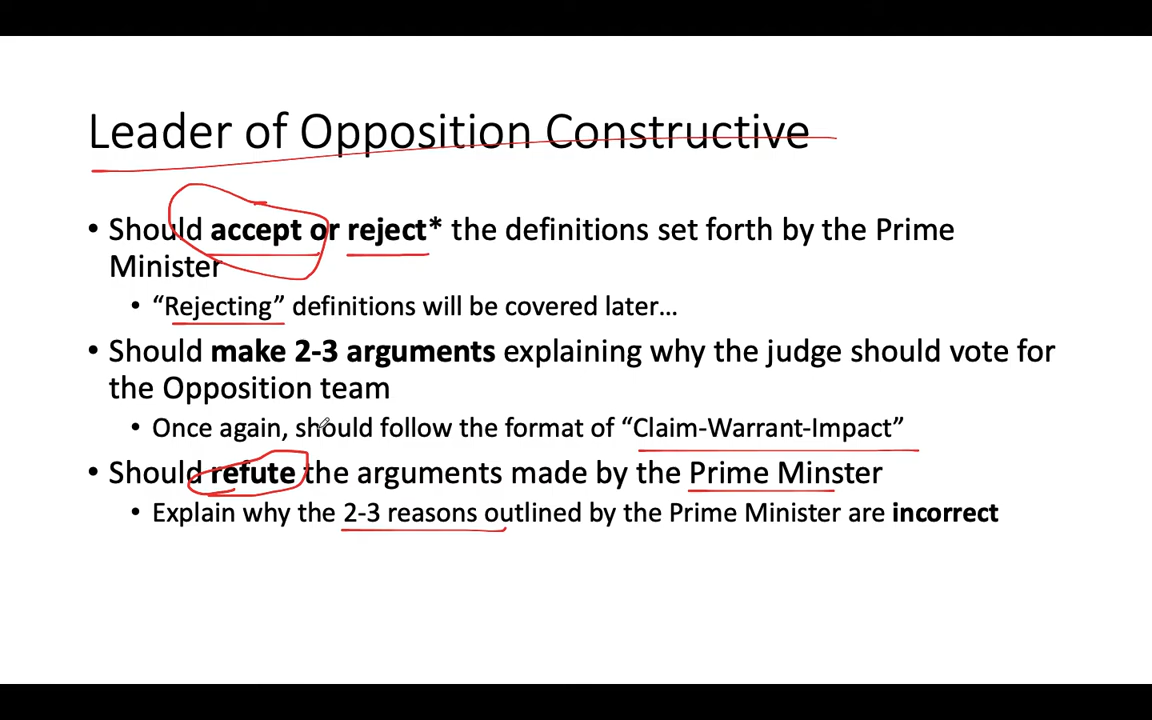 Leader of Opposition Constructive
• Should accept or reject* the definitions set forth by the Prime
Minister
• “Rejecting” definitions will be covered later…
• Should make 2-3 arguments explaining why the judge should vote for
the Opposition team
• Once again, should follow the format of “Claim-Warrant-Impact”
• Should refute the arguments made by the Prime Minster
• Explain why the 2-3 reasons outlined by the Prime Minister are incorrect